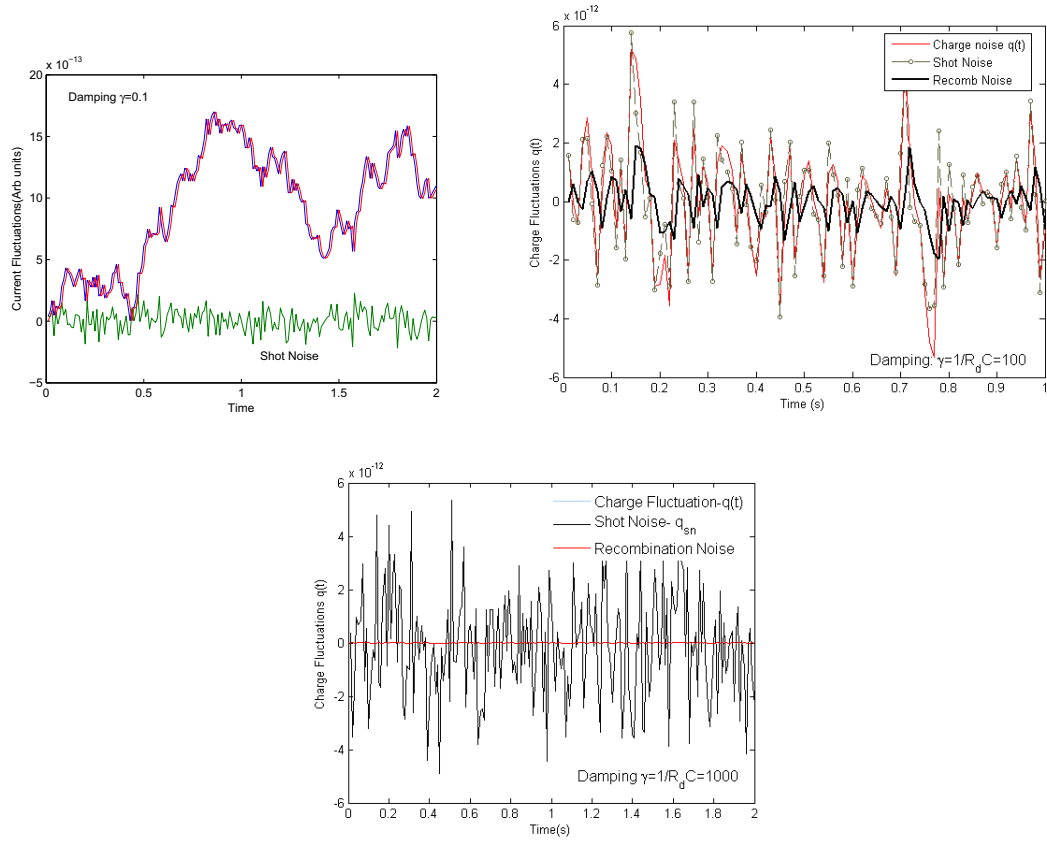 x 10⁻¹³
Damping γ=0.1
Current Fluctuations(Arb units)
20
15
10
5
0
−5
Shot Noise
0 0.5 1 1.5 2
Time
x 10⁻¹²
Charge noise q(t)
Shot Noise
Recomb Noise
Charge Fluctuations q(t)
6
4
2
0
-2
-4
-6
Damping: γ=1/R_dC=100
0 0.1 0.2 0.3 0.4 0.5 0.6 0.7 0.8 0.9 1
Time (s)
x 10⁻¹²
Charge Fluctuation-q(t)
Shot Noise- q_sn
Recombination Noise
Charge Fluctuations q(t)
6
4
2
0
-2
-4
-6
Damping γ=1/R_dC=1000
0 0.2 0.4 0.6 0.8 1 1.2 1.4 1.6 1.8 2
Time(s)